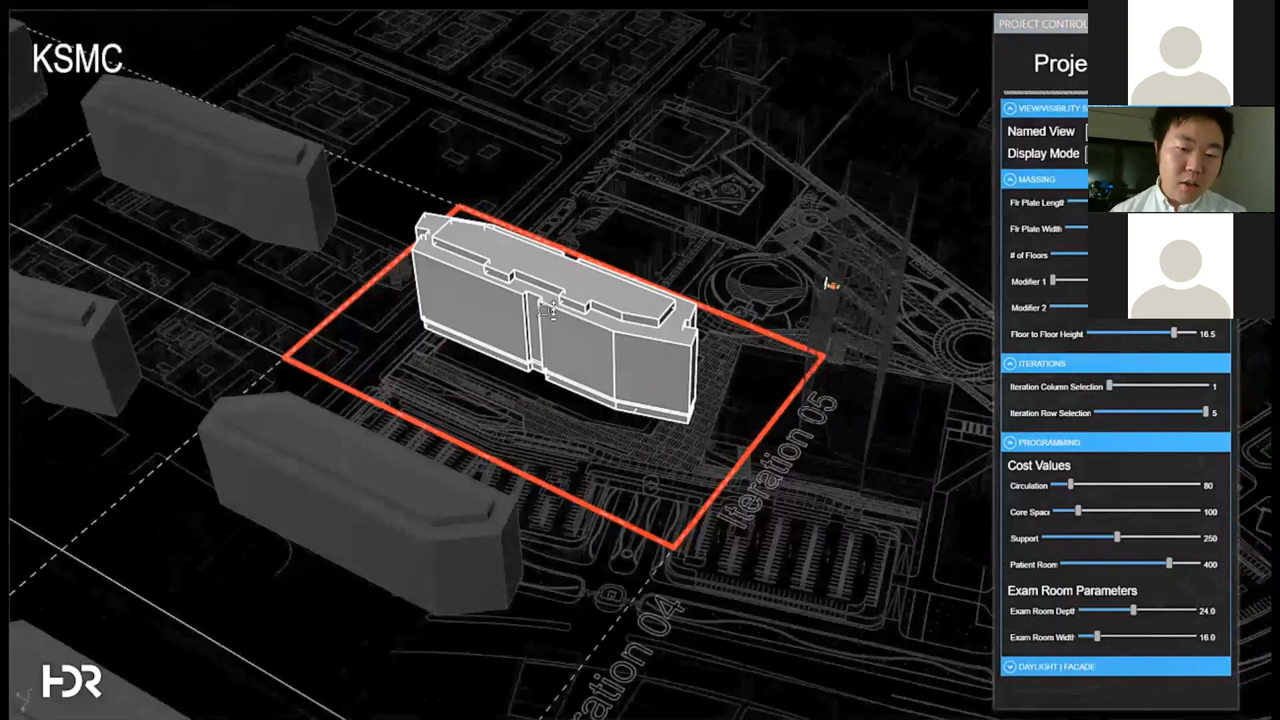 KSMC
PROJECT CONTROL
Proje
VIEW/VISIBILITY S
Named View
Display Mode
MASSING
Flr Plate Length
Flr Plate Width
# of Floors
Modifier 1
Modifier 2
Floor to Floor Height 16.5
ITERATIONS
Iteration Column Selection 1
Iteration Row Selection 5
PROGRAMMING
Cost Values
Circulation 80
Core Space 100
Support 250
Patient Room 400
Exam Room Parameters
Exam Room Depth 24.0
Exam Room Width 16.0
DAYLIGHT | FACADE
Iteration 05
ration 04
HDR